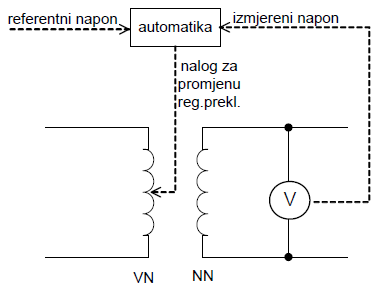 referentni napon
automatika
izmjereni napon
nalog za
promjenu
reg.prekl.
V
VN
NN